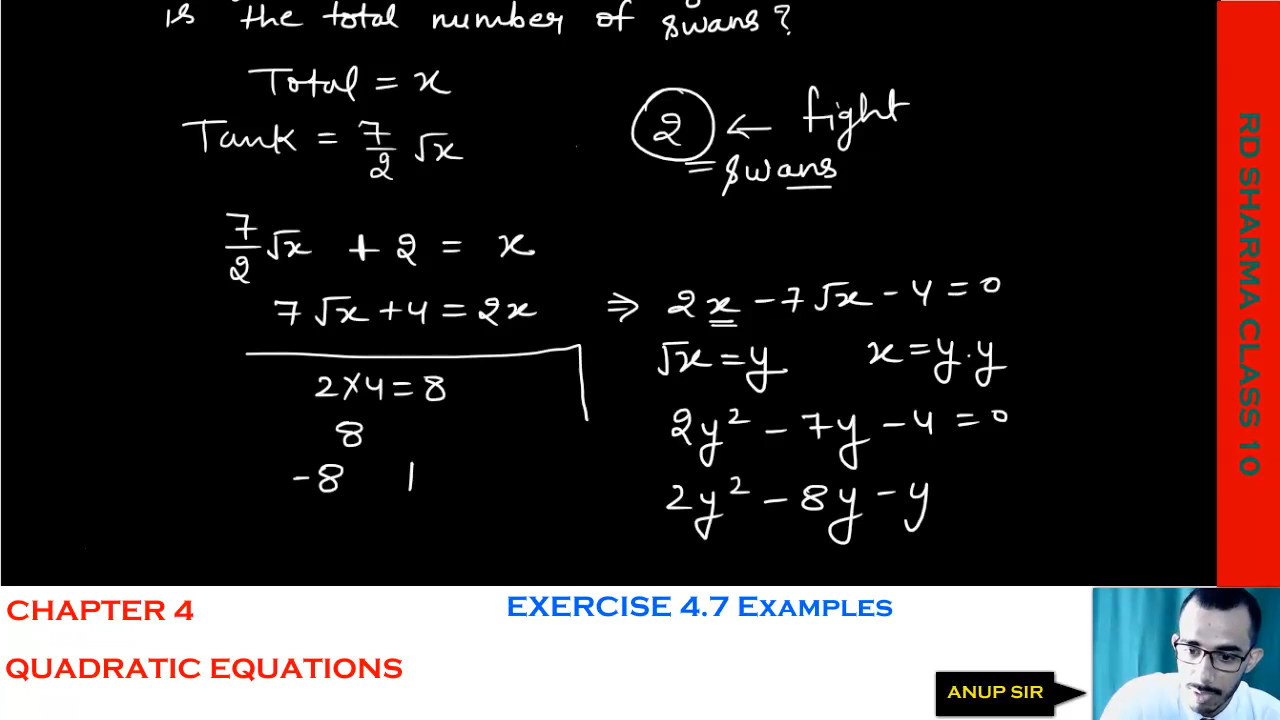 is the total number of swans?
Total = x
Tank = 7/2 √x
2 ← fight
= swans
7/2 √x + 2 = x
7√x + 4 = 2x ⇒ 2x - 7√x - 4 = 0
√x = y x = y·y
2×4 = 8
2y² - 7y - 4 = 0
8
-8 1
2y² - 8y - y
RD SHARMA CLASS 10
CHAPTER 4
EXERCISE 4.7 EXAMPLES
QUADRATIC EQUATIONS
ANUP SIR